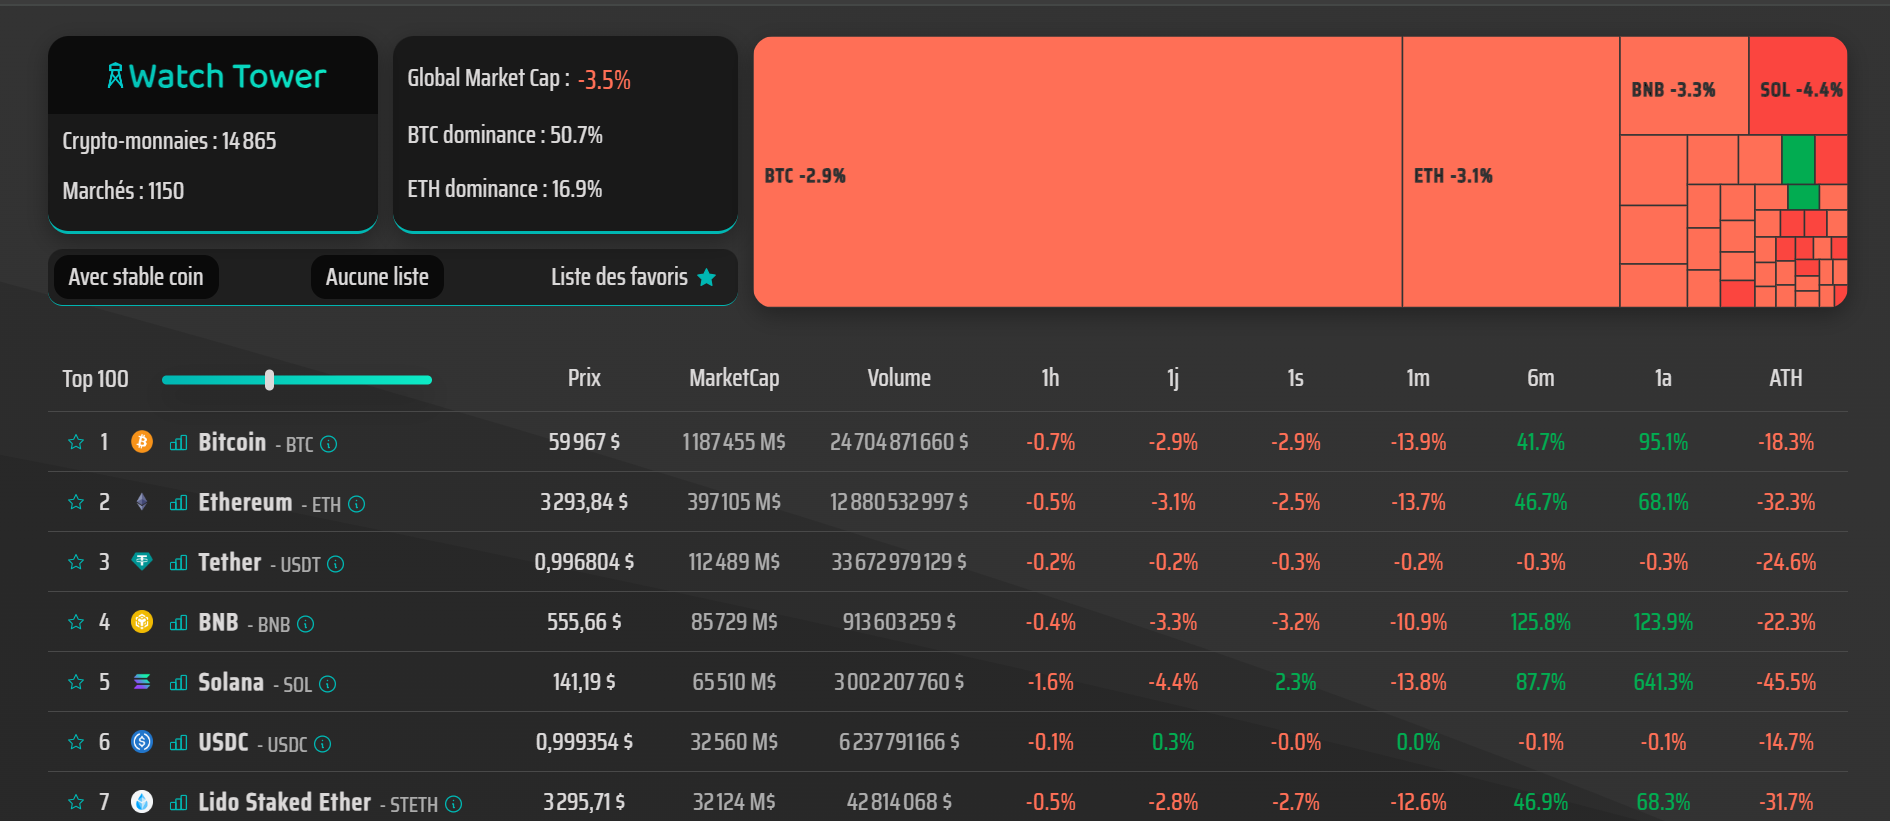 Watch Tower
Crypto-monnaies : 14 865
Marchés : 1150
Global Market Cap : -3.5%
BTC dominance : 50.7%
ETH dominance : 16.9%
Avec stable coin
Aucune liste
Liste des favoris
BTC -2.9%
ETH -3.1%
BNB -3.3%
SOL -4.4%
Top 100 Prix MarketCap Volume 1h 1j 1s 1m 6m 1a ATH
1 Bitcoin - BTC 59 967 $ 1 187 455 M$ 24 704 871 660 $ -0.7% -2.9% -2.9% -13.9% 41.7% 95.1% -18.3%
2 Ethereum - ETH 3 293,84 $ 397 105 M$ 12 880 532 997 $ -0.5% -3.1% -2.5% -13.7% 46.7% 68.1% -32.3%
3 Tether - USDT 0,996804 $ 112 489 M$ 33 672 979 129 $ -0.2% -0.2% -0.3% -0.2% -0.3% -0.3% -24.6%
4 BNB - BNB 555,66 $ 85 729 M$ 913 603 259 $ -0.4% -3.3% -3.2% -10.9% 125.8% 123.9% -22.3%
5 Solana - SOL 141,19 $ 65 510 M$ 3 002 207 760 $ -1.6% -4.4% 2.3% -13.8% 87.7% 641.3% -45.5%
6 USDC - USDC 0,999354 $ 32 560 M$ 6 237 791 166 $ -0.1% 0.3% -0.0% 0.0% -0.1% -0.1% -14.7%
7 Lido Staked Ether - STETH 3 295,71 $ 32 124 M$ 42 814 068 $ -0.5% -2.8% -2.7% -12.6% 46.9% 68.3% -31.7%